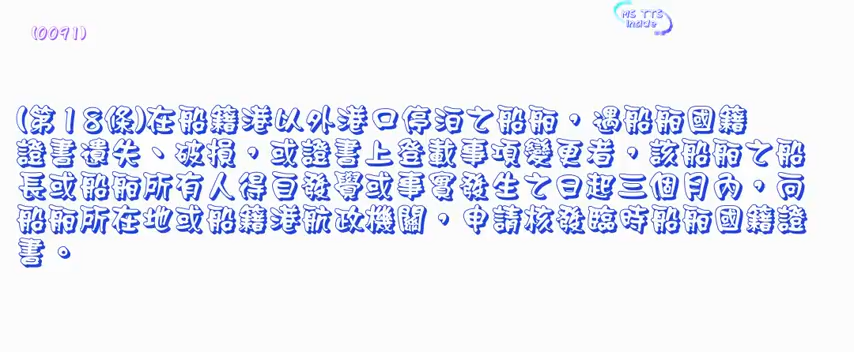 MS TTS
Inside
(0091)
(第18條)在船籍港以外港口停泊之船舶，遇船舶國籍
證書遺失、破損，或證書上登載事項變更者，該船舶之船
長或船舶所有人得自發覺或事實發生之日起三個月內，向
船舶所在地或船籍港航政機關，申請核發臨時船舶國籍證
書。